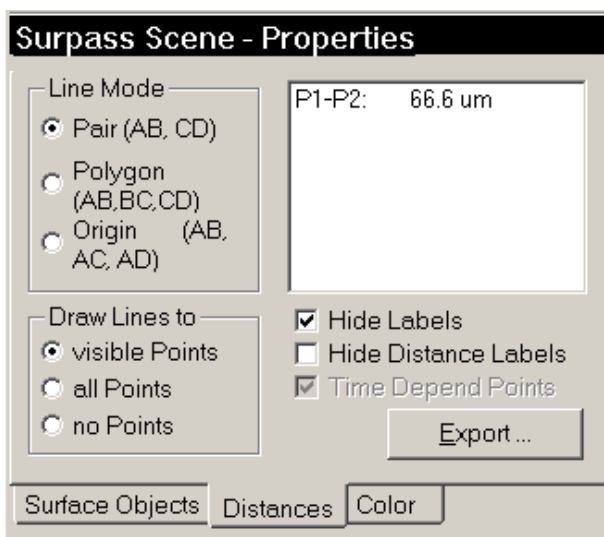 Surpass Scene - Properties
Line Mode
Pair (AB, CD)
Polygon
(AB,BC,CD)
Origin (AB,
AC, AD)
P1-P2: 66.6 um
Draw Lines to
visible Points
all Points
no Points
Hide Labels
Hide Distance Labels
Time Depend Points
Export ...
Surface Objects Distances Color